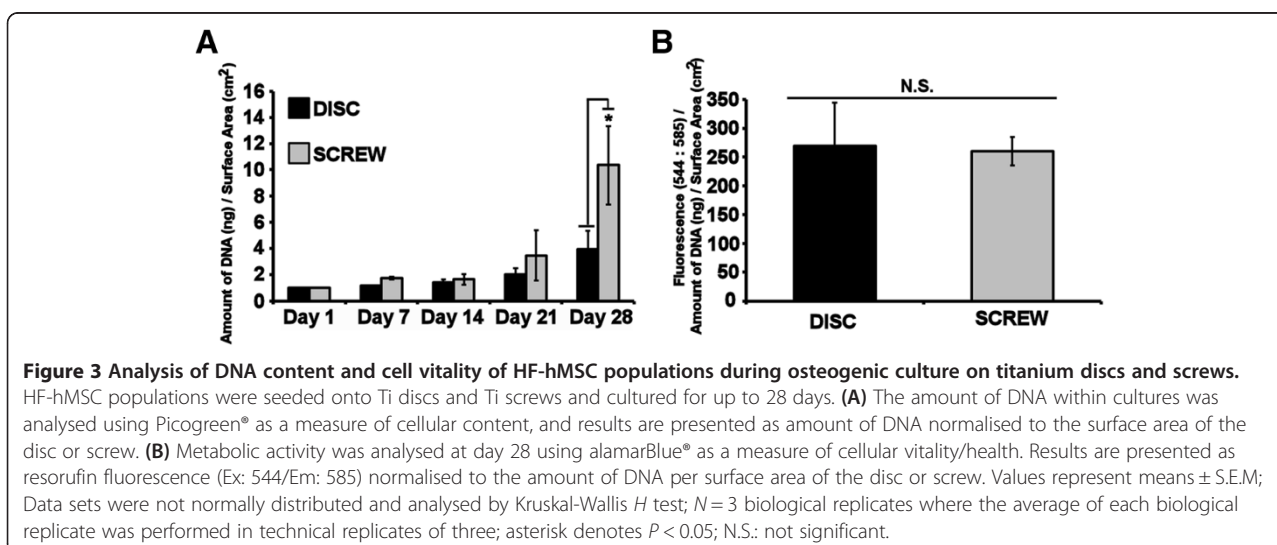 A
Amount of DNA (ng) / Surface Area (cm²)
16
14
12
10
8
6
4
2
0
DISC
SCREW
*
Day 1 Day 7 Day 14 Day 21 Day 28
B
Fluorescence (544 : 585) /
Amount of DNA (ng) / Surface Area (cm²)
N.S.
350
300
250
200
150
100
50
0
DISC SCREW
Figure 3 Analysis of DNA content and cell vitality of HF-hMSC populations during osteogenic culture on titanium discs and screws.
HF-hMSC populations were seeded onto Ti discs and Ti screws and cultured for up to 28 days. (A) The amount of DNA within cultures was
analysed using Picogreen® as a measure of cellular content, and results are presented as amount of DNA normalised to the surface area of the
disc or screw. (B) Metabolic activity was analysed at day 28 using alamarBlue® as a measure of cellular vitality/health. Results are presented as
resorufin fluorescence (Ex: 544/Em: 585) normalised to the amount of DNA per surface area of the disc or screw. Values represent means ± S.E.M;
Data sets were not normally distributed and analysed by Kruskal-Wallis H test; N = 3 biological replicates where the average of each biological
replicate was performed in technical replicates of three; asterisk denotes P < 0.05; N.S.: not significant.